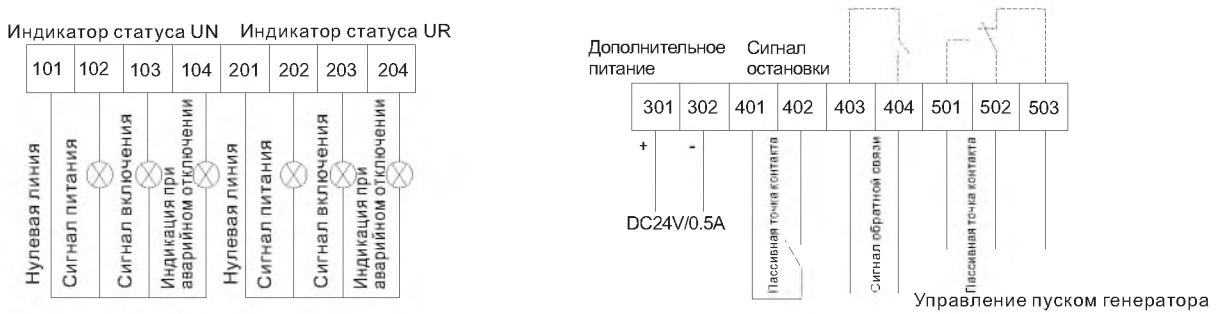 Индикатор статуса UN Индикатор статуса UR
101 102 103 104 201 202 203 204
Нулевая линия
Сигнал питания
Сигнал включения
Индикация при
аварийном отключении
Нулевая линия
Сигнал питания
Сигнал включения
Индикация при
аварийном отключении
Дополнительное
питание
Сигнал
остановки
301 302 401 402 403 404 501 502 503
+ -
DC24V/0.5A
Пассивная точка контакта
Сигнал обратной связи
Пассивная точка контакта
Управление пуском генератора